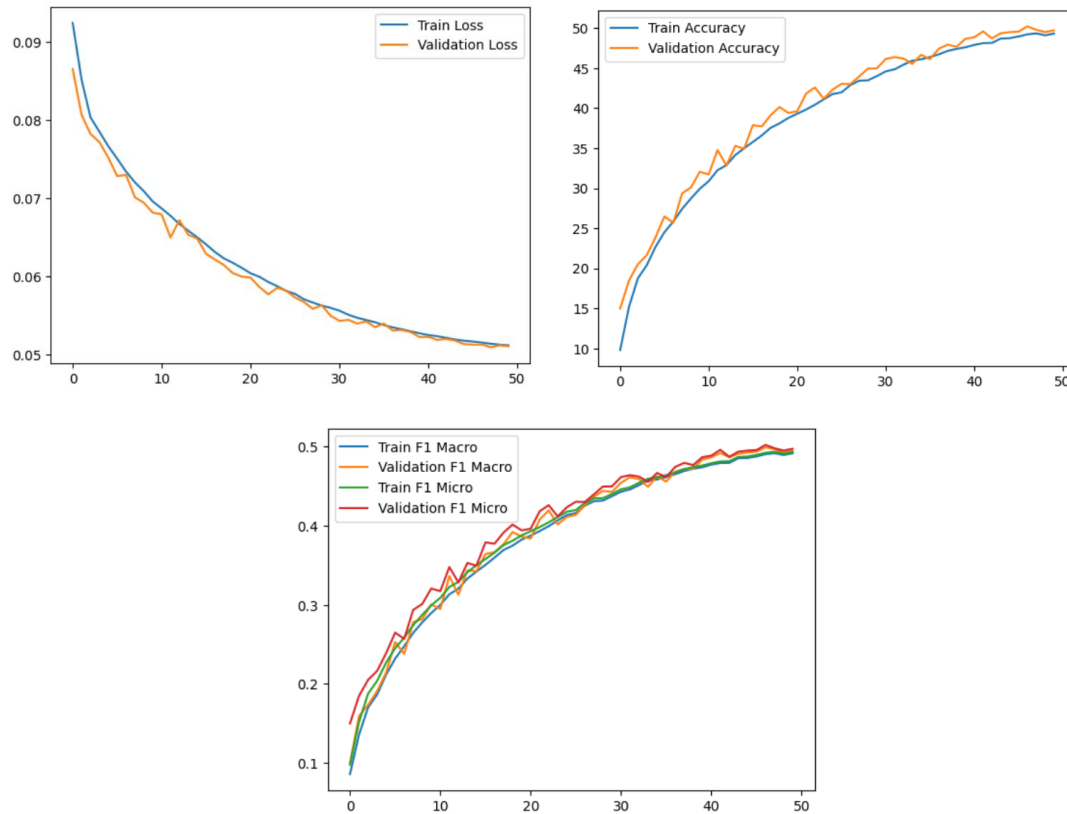 Train Loss
Validation Loss
0.09
0.08
0.07
0.06
0.05
0 10 20 30 40 50
Train Accuracy
Validation Accuracy
50
45
40
35
30
25
20
15
10
0 10 20 30 40 50
Train F1 Macro
Validation F1 Macro
Train F1 Micro
Validation F1 Micro
0.5
0.4
0.3
0.2
0.1
0 10 20 30 40 50